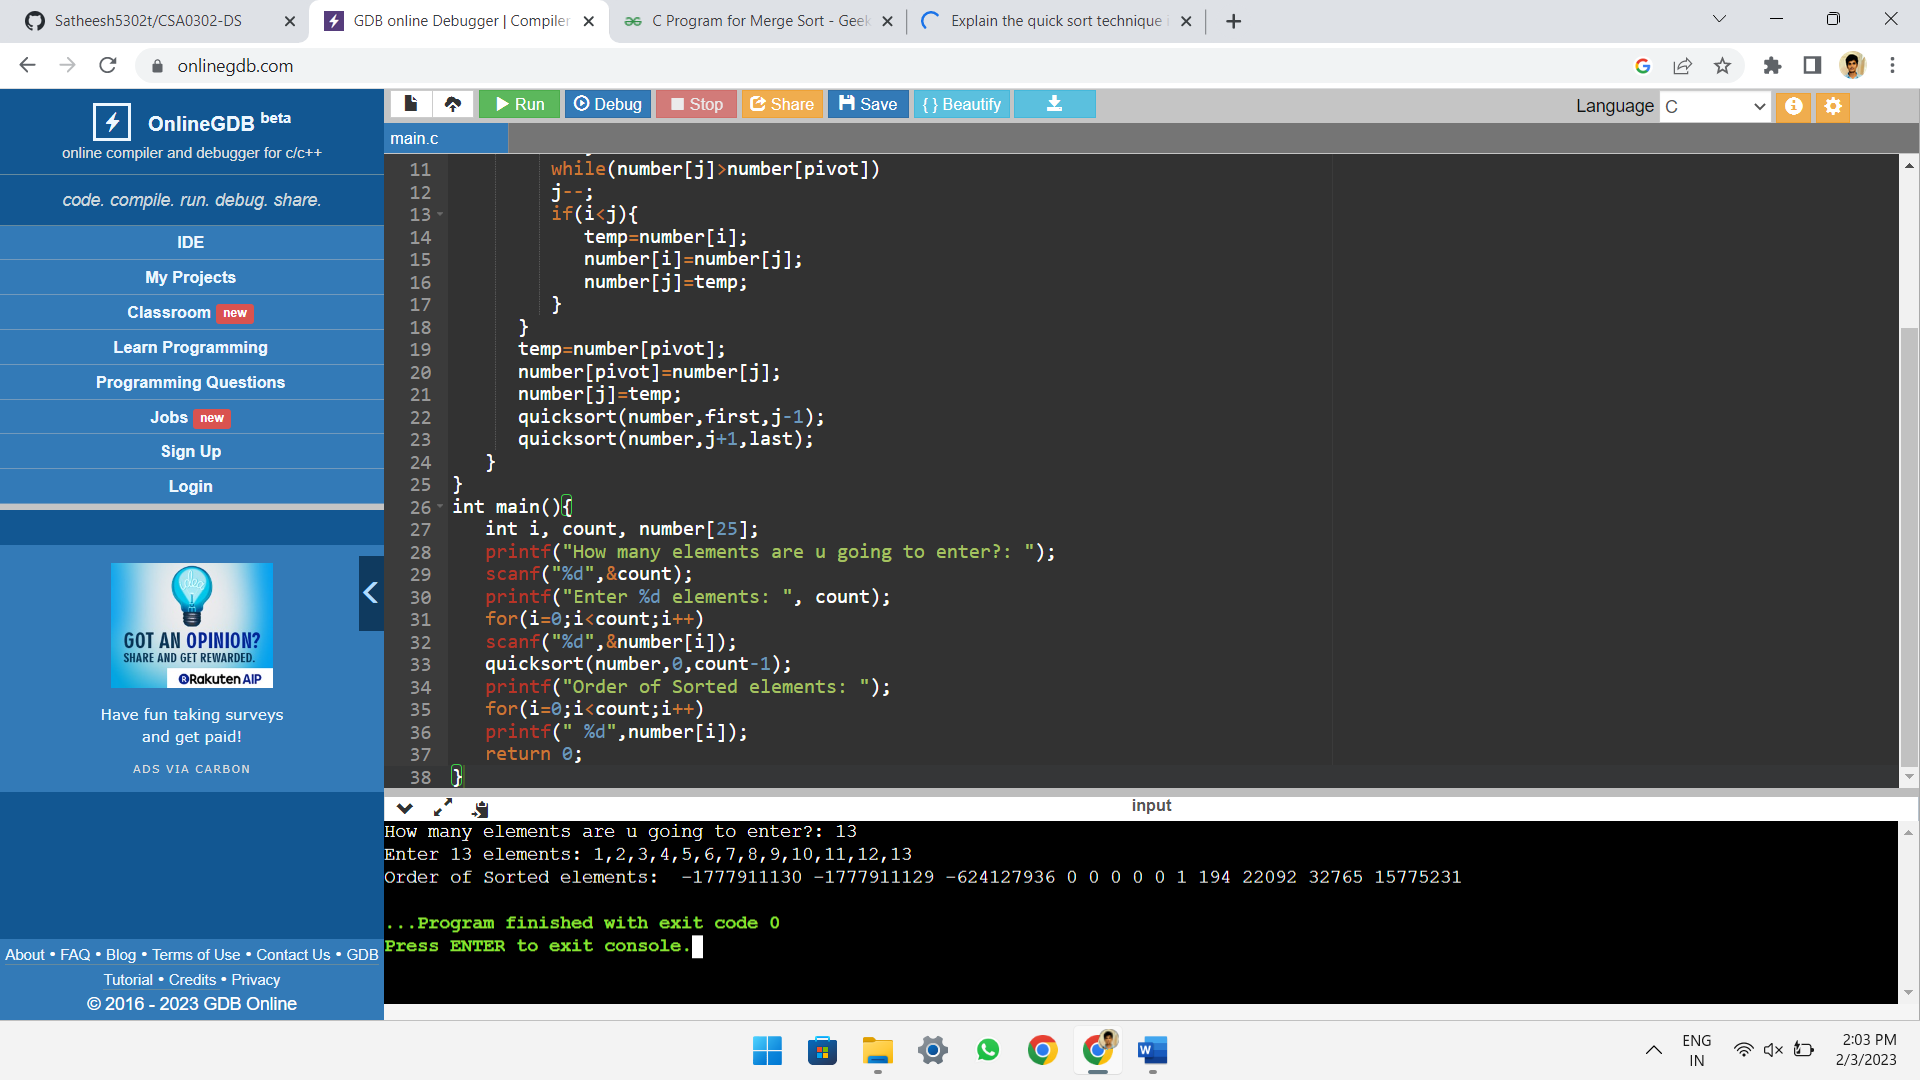 Satheesh5302t/CSA0302-DS
GDB online Debugger | Compiler
C Program for Merge Sort - Geek
Explain the quick sort technique i
onlinegdb.com
OnlineGDB beta
online compiler and debugger for c/c++
code. compile. run. debug. share.
IDE
My Projects
Classroom new
Learn Programming
Programming Questions
Jobs new
Sign Up
Login
GOT AN OPINION?
SHARE AND GET REWARDED.
Rakuten AIP
Have fun taking surveys
and get paid!
ADS VIA CARBON
About • FAQ • Blog • Terms of Use • Contact Us • GDB
Tutorial • Credits • Privacy
© 2016 - 2023 GDB Online
Run Debug Stop Share Save { } Beautify
Language C
main.c
11 while(number[j]>number[pivot])
12 j--;
13 if(i<j){
14 temp=number[i];
15 number[i]=number[j];
16 number[j]=temp;
17 }
18 }
19 temp=number[pivot];
20 number[pivot]=number[j];
21 number[j]=temp;
22 quicksort(number,first,j-1);
23 quicksort(number,j+1,last);
24 }
25 }
26 int main(){
27 int i, count, number[25];
28 printf("How many elements are u going to enter?: ");
29 scanf("%d",&count);
30 printf("Enter %d elements: ", count);
31 for(i=0;i<count;i++)
32 scanf("%d",&number[i]);
33 quicksort(number,0,count-1);
34 printf("Order of Sorted elements: ");
35 for(i=0;i<count;i++)
36 printf(" %d",number[i]);
37 return 0;
38 }
input
How many elements are u going to enter?: 13
Enter 13 elements: 1,2,3,4,5,6,7,8,9,10,11,12,13
Order of Sorted elements:  -1777911130 -1777911129 -624127936 0 0 0 0 0 1 194 22092 32765 15775231
...Program finished with exit code 0
Press ENTER to exit console.
ENG
IN
2:03 PM
2/3/2023